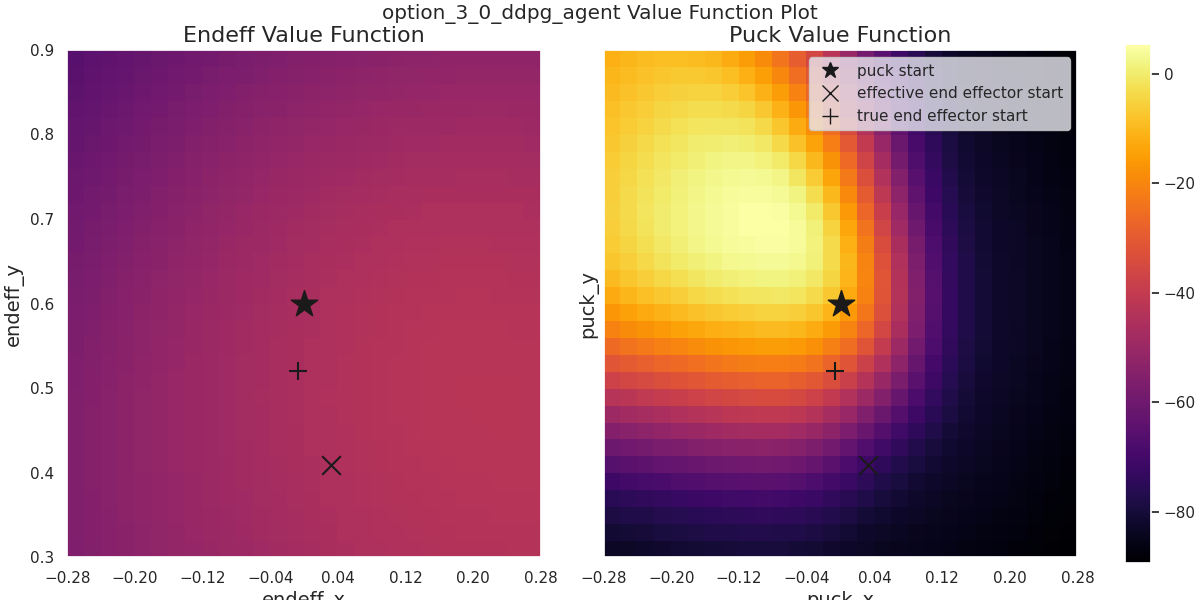 option_3_0_ddpg_agent Value Function Plot
Endeff Value Function
0.9
0.8
0.7
0.6
0.5
0.4
0.3
endeff_y
−0.28 −0.20 −0.12 −0.04 0.04 0.12 0.20 0.28
endeff_x
Puck Value Function
puck start
effective end effector start
true end effector start
puck_y
−0.28 −0.20 −0.12 −0.04 0.04 0.12 0.20 0.28
puck_x
0
−20
−40
−60
−80